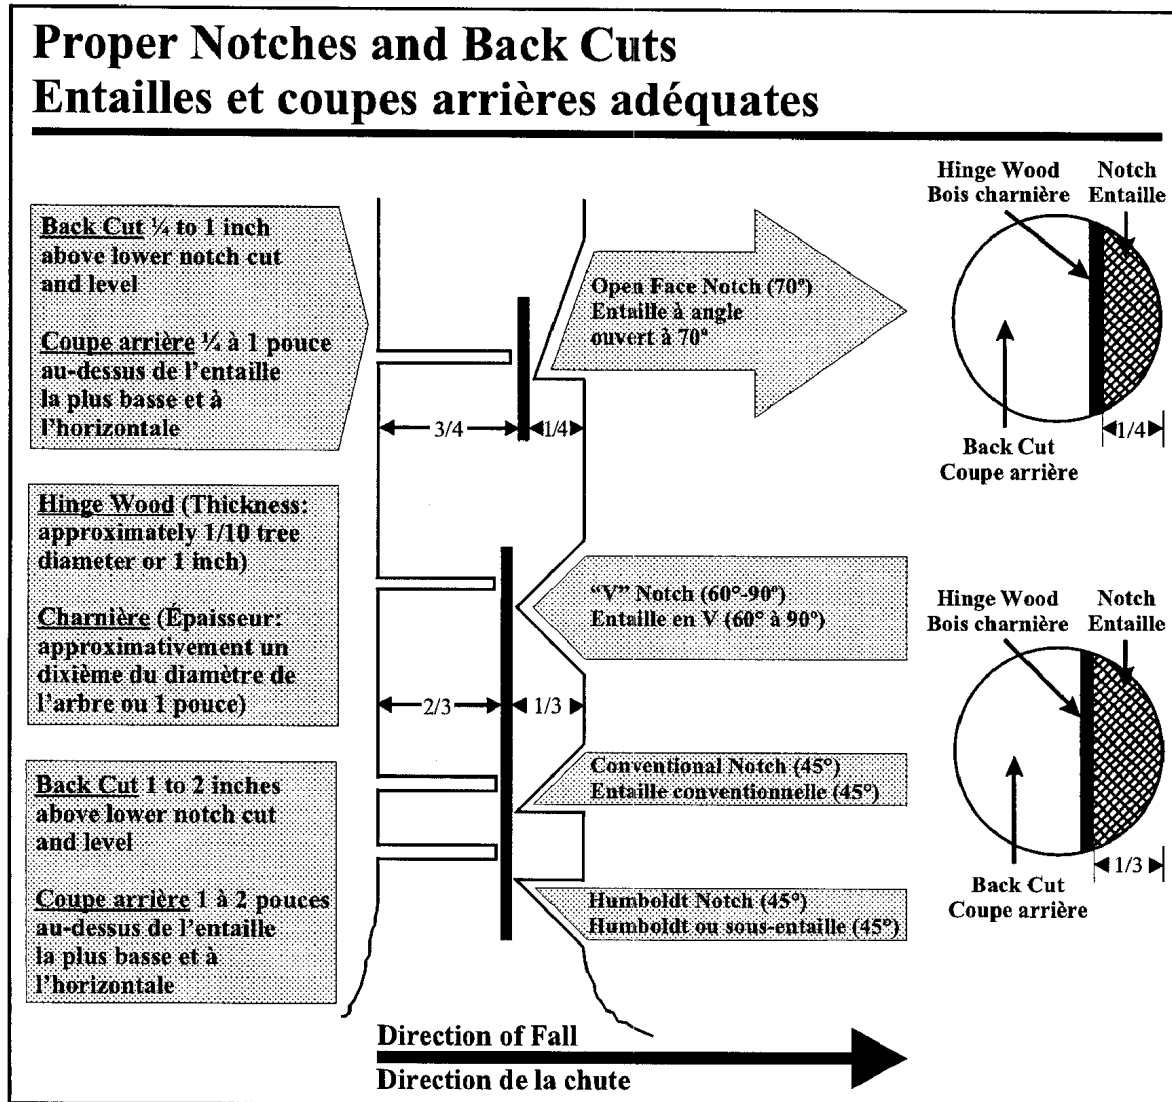 Proper Notches and Back Cuts
Entailles et coupes arrières adéquates
Back Cut ¼ to 1 inch
above lower notch cut
and level
Coupe arrière ¼ à 1 pouce
au-dessus de l'entaille
la plus basse et à
l'horizontale
Hinge Wood (Thickness:
approximately 1/10 tree
diameter or 1 inch)
Charnière (Épaisseur:
approximativement un
dixième du diamètre de
l'arbre ou 1 pouce)
Back Cut 1 to 2 inches
above lower notch cut
and level
Coupe arrière 1 à 2 pouces
au-dessus de l'entaille
la plus basse et à
l'horizontale
3/4
1/4
2/3
1/3
Open Face Notch (70º)
Entaille à angle
ouvert à 70º
“V” Notch (60°-90º)
Entaille en V (60° à 90º)
Conventional Notch (45°)
Entaille conventionnelle (45°)
Humboldt Notch (45°)
Humboldt ou sous-entaille (45°)
Hinge Wood
Bois charnière
Notch
Entaille
1/4
Back Cut
Coupe arrière
Hinge Wood
Bois charnière
Notch
Entaille
1/3
Back Cut
Coupe arrière
Direction of Fall
Direction de la chute